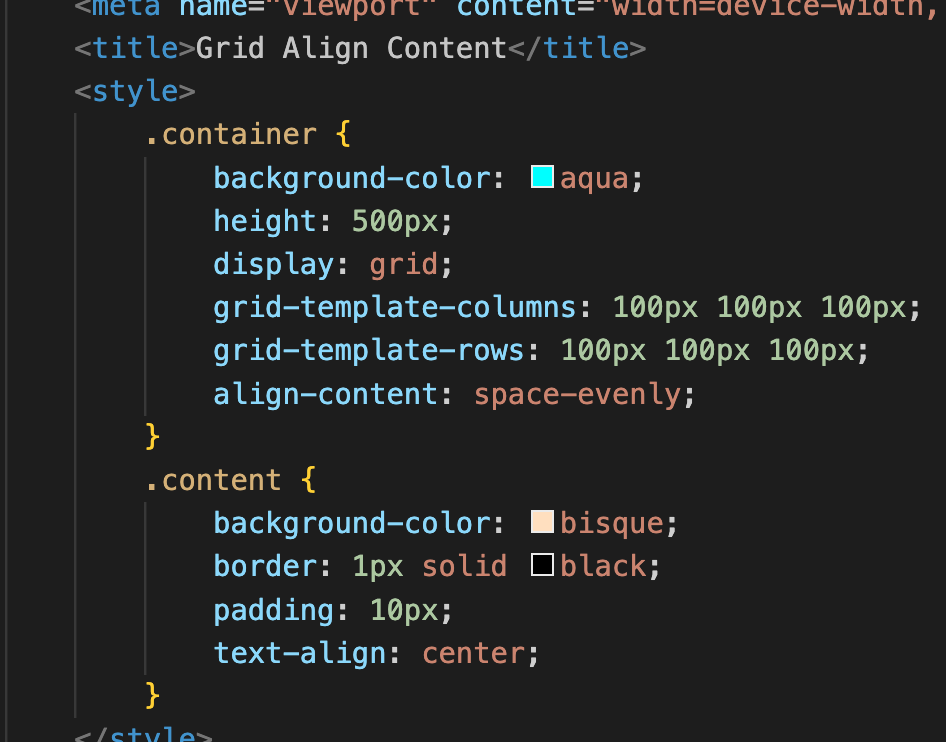 <meta name="viewport" content="width=device-width,
<title>Grid Align Content</title>
<style>
.container {
background-color: aqua;
height: 500px;
display: grid;
grid-template-columns: 100px 100px 100px;
grid-template-rows: 100px 100px 100px;
align-content: space-evenly;
}
.content {
background-color: bisque;
border: 1px solid black;
padding: 10px;
text-align: center;
}
</style>